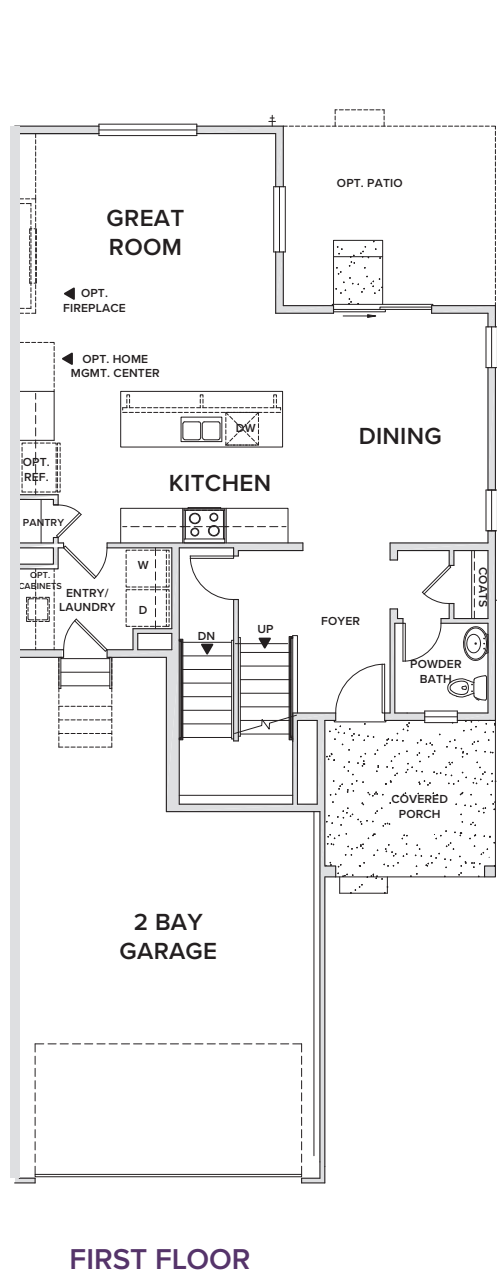 OPT. PATIO
GREAT
ROOM
OPT.
FIREPLACE
OPT. HOME
MGMT. CENTER
DW
DINING
OPT.
REF.
KITCHEN
PANTRY
W
OPT.
CABINETS
ENTRY/
LAUNDRY
D
COATS
DN
UP
FOYER
POWDER
BATH
COVERED
PORCH
2 BAY
GARAGE
FIRST FLOOR